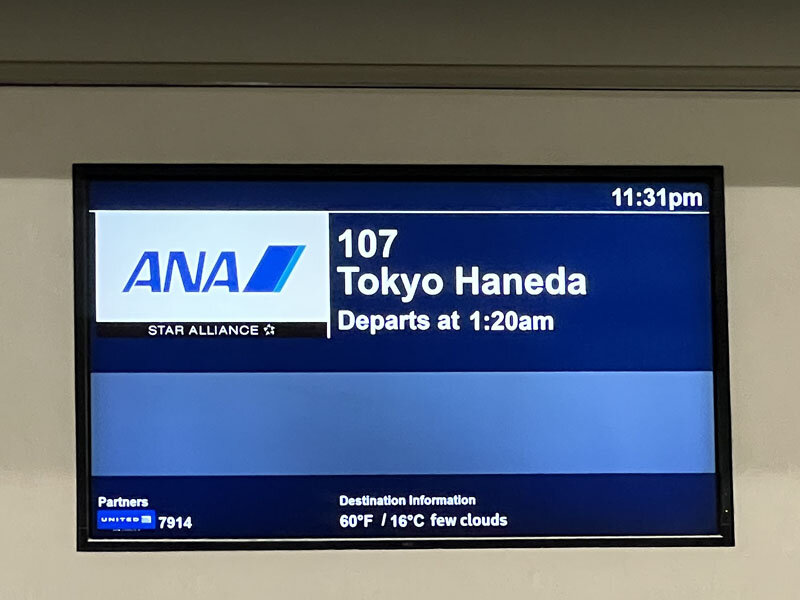 11:31pm
ANA
107
Tokyo Haneda
Departs at 1:20am
STAR ALLIANCE
Partners
UNITED 7914
Destination Information
60°F / 16°C few clouds